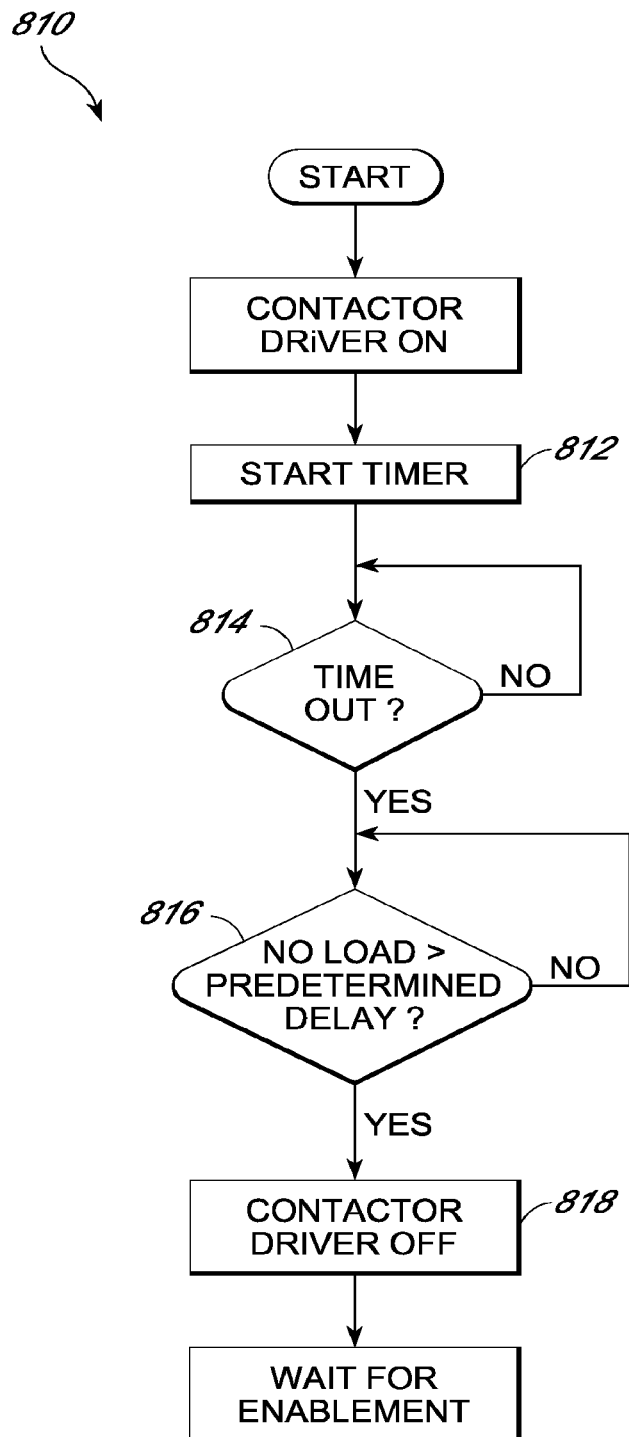 810
START
CONTACTOR
DRiVER ON
START TIMER
812
814
TIME
OUT ?
NO
YES
816
NO LOAD >
PREDETERMINED
DELAY ?
NO
YES
CONTACTOR
DRIVER OFF
818
WAIT FOR
ENABLEMENT